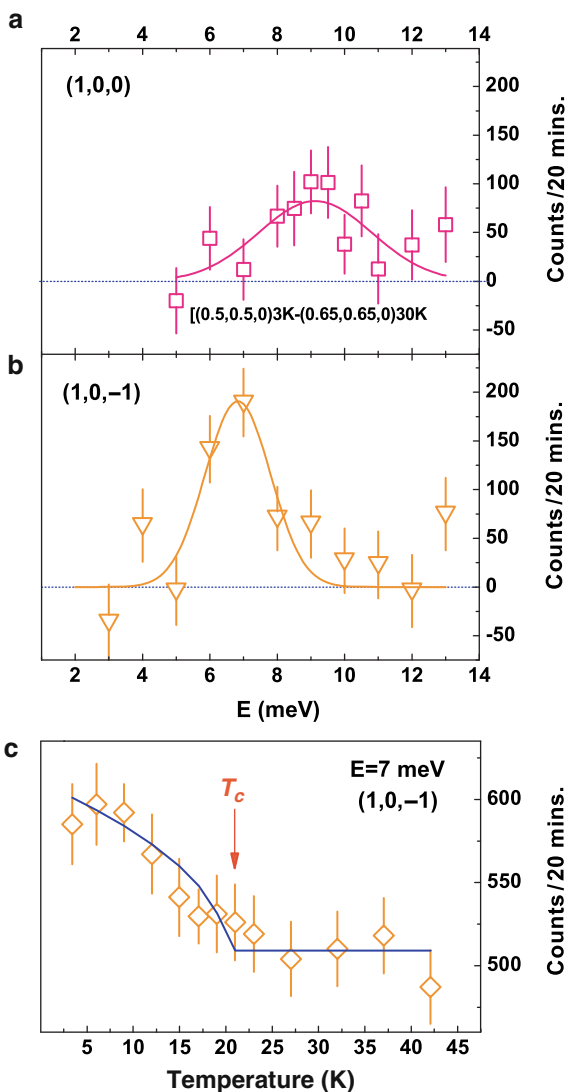 a
2 4 6 8 10 12 14
(1,0,0)
200
150
100
50
0
-50
Counts/20 mins.
[(0.5,0.5,0)3K-(0.65,0.65,0)30K
b
(1,0,–1)
200
150
100
50
0
-50
Counts/20 mins.
2 4 6 8 10 12 14
E (meV)
c
E=7 meV
(1,0,–1)
Tc
600
550
500
Counts/20 mins.
5 10 15 20 25 30 35 40 45
Temperature (K)